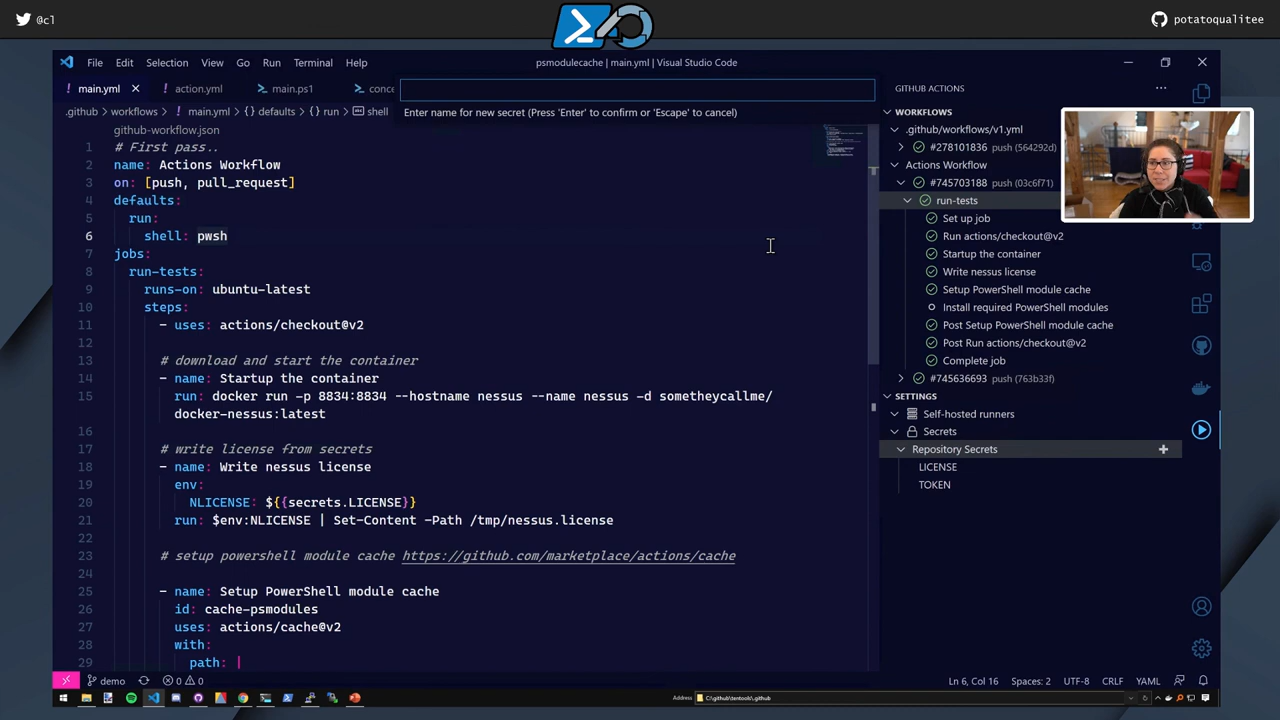 @cl
potatoqualitee
File Edit Selection View Go Run Terminal Help
psmodulecache | main.yml | Visual Studio Code
main.yml
action.yml
main.ps1
conce
.github > workflows > main.yml > {} defaults > {} run > shell
Enter name for new secret (Press 'Enter' to confirm or 'Escape' to cancel)
github-workflow.json
1 # first pass..
2 name: Actions Workflow
3 on: [push, pull_request]
4 defaults:
5 run:
6 shell: pwsh
7 jobs:
8 run-tests:
9 runs-on: ubuntu-latest
10 steps:
11 - uses: actions/checkout@v2
12
13 # download and start the container
14 - name: Startup the container
15 run: docker run -p 8834:8834 --hostname nessus --name nessus -d sometheycallme/
docker-nessus:latest
16
17 # write license from secrets
18 - name: Write nessus license
19 env:
20 NLICENSE: ${{secrets.LICENSE}}
21 run: $env:NLICENSE | Set-Content -Path /tmp/nessus.license
22
23 # setup powershell module cache https://github.com/marketplace/actions/cache
24
25 - name: Setup PowerShell module cache
26 id: cache-psmodules
27 uses: actions/cache@v2
28 with:
29 path: |
GITHUB ACTIONS
WORKFLOWS
.github/workflows/v1.yml
#278101836 push (564292d)
Actions Workflow
#745703188 push (03c6f71)
run-tests
Set up job
Run actions/checkout@v2
Startup the container
Write nessus license
Setup PowerShell module cache
Install required PowerShell modules
Post Setup PowerShell module cache
Post Run actions/checkout@v2
Complete job
#745636693 push (763b33f)
SETTINGS
Self-hosted runners
Secrets
Repository Secrets
LICENSE
TOKEN
demo
0 0
Ln 6, Col 16
Spaces: 2
UTF-8
CRLF
YAML
Address
C:\github\tentools\.github